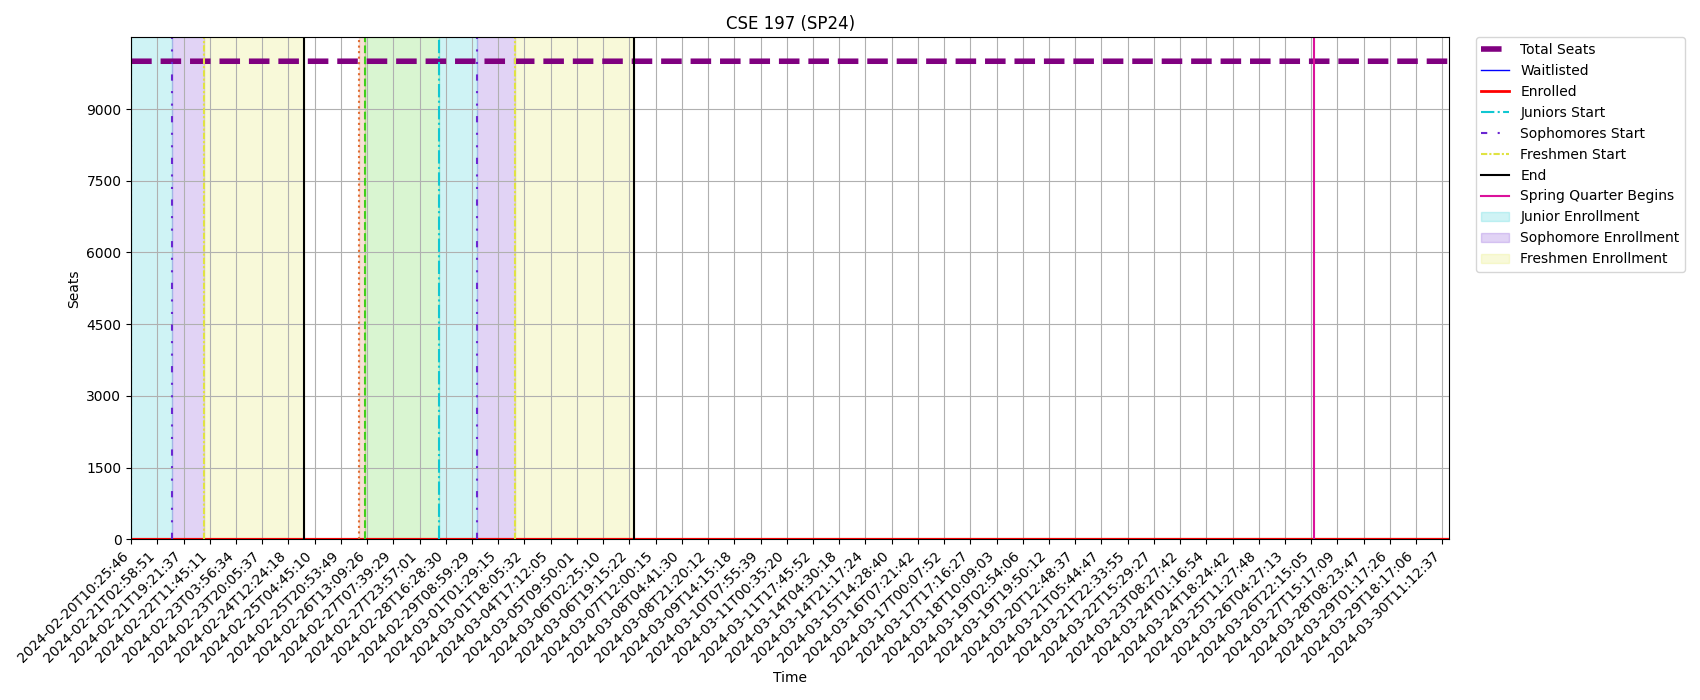 CSE 197 (SP24)
Total Seats
Waitlisted
Enrolled
Juniors Start
Sophomores Start
Freshmen Start
End
Spring Quarter Begins
Junior Enrollment
Sophomore Enrollment
Freshmen Enrollment
Seats
9000
7500
6000
4500
3000
1500
0
2024-02-20T10:25:46
2024-02-21T02:58:51
2024-02-21T19:21:37
2024-02-22T11:45:11
2024-02-23T03:56:34
2024-02-23T20:05:37
2024-02-24T12:24:18
2024-02-25T04:45:10
2024-02-25T20:53:49
2024-02-26T13:09:26
2024-02-27T07:39:29
2024-02-27T23:57:01
2024-02-28T16:28:30
2024-02-29T08:59:29
2024-03-01T01:29:15
2024-03-01T18:05:32
2024-03-04T17:12:05
2024-03-05T09:50:01
2024-03-06T02:25:10
2024-03-06T19:15:22
2024-03-07T12:00:15
2024-03-08T04:41:30
2024-03-08T21:20:12
2024-03-09T14:15:18
2024-03-10T07:55:39
2024-03-11T00:35:20
2024-03-11T17:45:52
2024-03-14T04:30:18
2024-03-14T21:17:24
2024-03-15T14:28:40
2024-03-16T07:21:42
2024-03-17T00:07:52
2024-03-17T17:16:27
2024-03-18T10:09:03
2024-03-19T02:54:06
2024-03-19T19:50:12
2024-03-20T12:48:37
2024-03-21T05:44:47
2024-03-21T22:33:55
2024-03-22T15:29:27
2024-03-23T08:27:42
2024-03-24T01:16:54
2024-03-24T18:24:42
2024-03-25T11:27:48
2024-03-26T04:27:13
2024-03-26T22:15:05
2024-03-27T15:17:09
2024-03-28T08:23:47
2024-03-29T01:17:26
2024-03-29T18:17:06
2024-03-30T11:12:37
Time